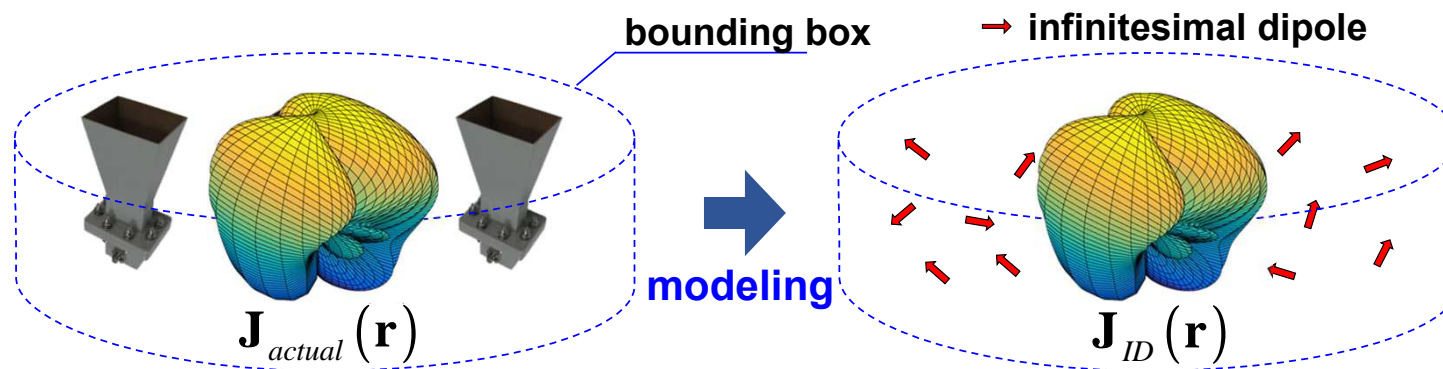 bounding box
infinitesimal dipole
modeling
J_actual (r)
J_ID (r)